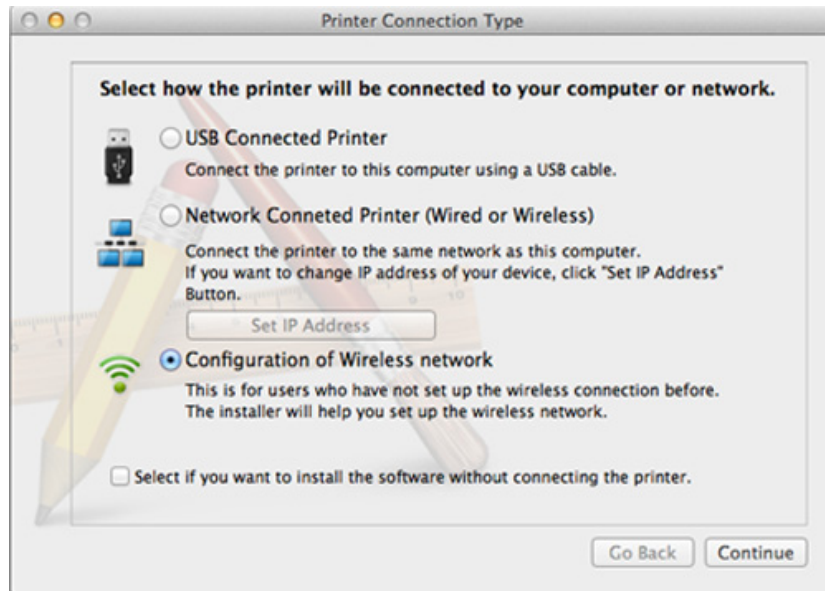 Printer Connection Type
Select how the printer will be connected to your computer or network.
USB Connected Printer
Connect the printer to this computer using a USB cable.
Network Conneted Printer (Wired or Wireless)
Connect the printer to the same network as this computer.
If you want to change IP address of your device, click "Set IP Address"
Button.
Set IP Address
Configuration of Wireless network
This is for users who have not set up the wireless connection before.
The installer will help you set up the wireless network.
Select if you want to install the software without connecting the printer.
Go Back
Continue